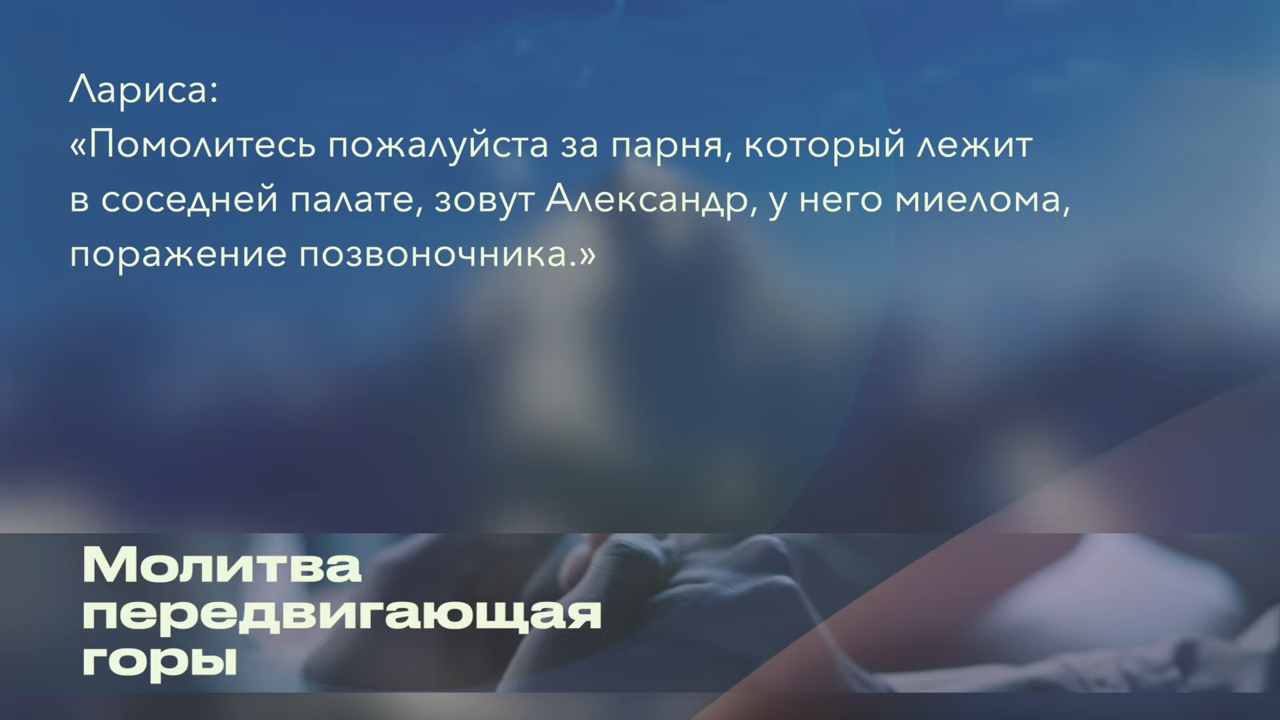 Лариса:
«Помолитесь пожалуйста за парня, который лежит
в соседней палате, зовут Александр, у него миелома,
поражение позвоночника.»
Молитва
передвигающая
горы